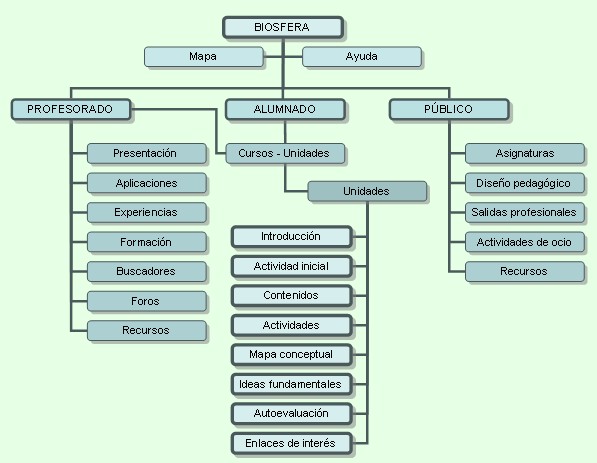 BIOSFERA
Mapa
Ayuda
PROFESORADO
ALUMNADO
PÚBLICO
Presentación
Aplicaciones
Experiencias
Formación
Buscadores
Foros
Recursos
Cursos - Unidades
Unidades
Introducción
Actividad inicial
Contenidos
Actividades
Mapa conceptual
Ideas fundamentales
Autoevaluación
Enlaces de interés
Asignaturas
Diseño pedagógico
Salidas profesionales
Actividades de ocio
Recursos